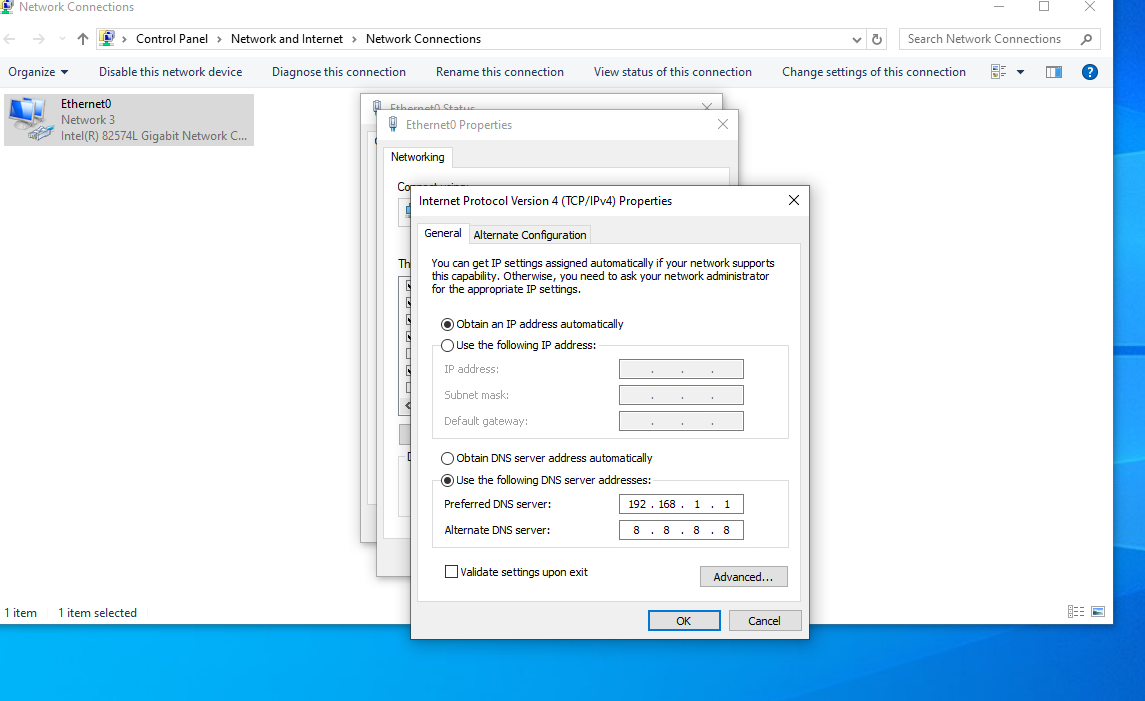 Network Connections
Control Panel > Network and Internet > Network Connections
Search Network Connections
Organize Disable this network device Diagnose this connection Rename this connection View status of this connection Change settings of this connection
Ethernet0
Network 3
Intel(R) 82574L Gigabit Network C...
Ethernet0 Status
Ethernet0 Properties
Networking
Internet Protocol Version 4 (TCP/IPv4) Properties
General Alternate Configuration
You can get IP settings assigned automatically if your network supports
this capability. Otherwise, you need to ask your network administrator
for the appropriate IP settings.
Obtain an IP address automatically
Use the following IP address:
IP address: . . .
Subnet mask: . . .
Default gateway: . . .
Obtain DNS server address automatically
Use the following DNS server addresses:
Preferred DNS server: 192 . 168 . 1 . 1
Alternate DNS server: 8 . 8 . 8 . 8
Validate settings upon exit
Advanced...
OK Cancel
1 item 1 item selected